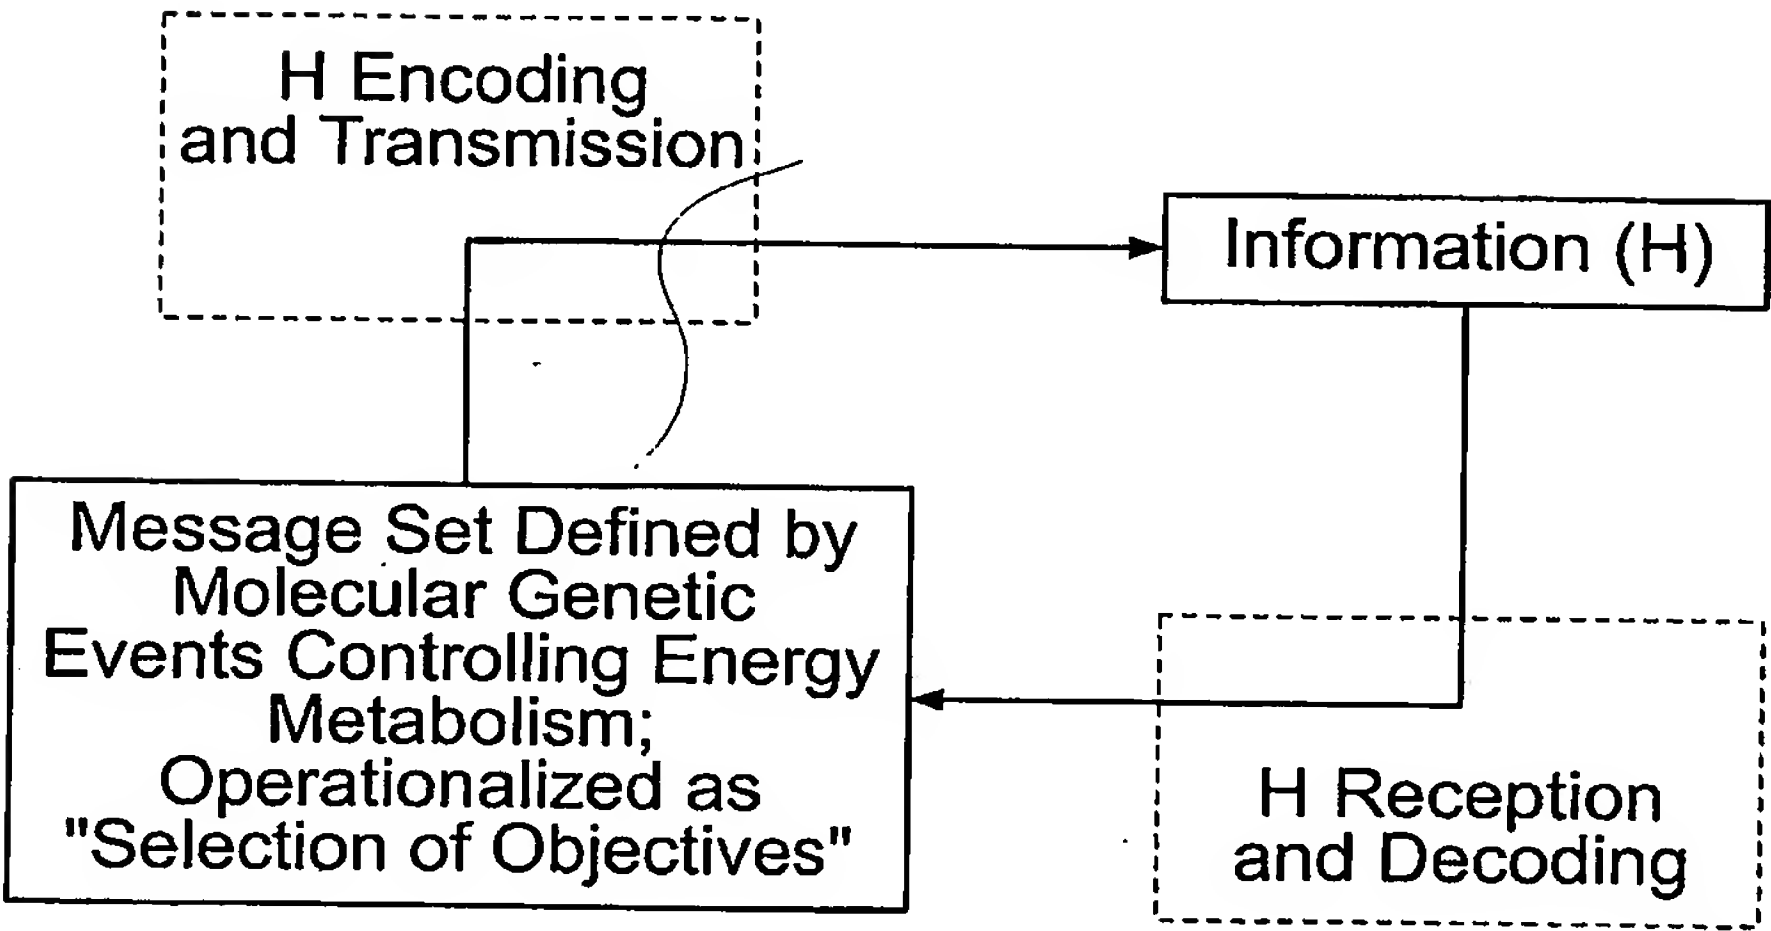 H Encoding
and Transmission
Information (H)
Message Set Defined by
Molecular Genetic
Events Controlling Energy
Metabolism;
Operationalized as
"Selection of Objectives"
H Reception
and Decoding